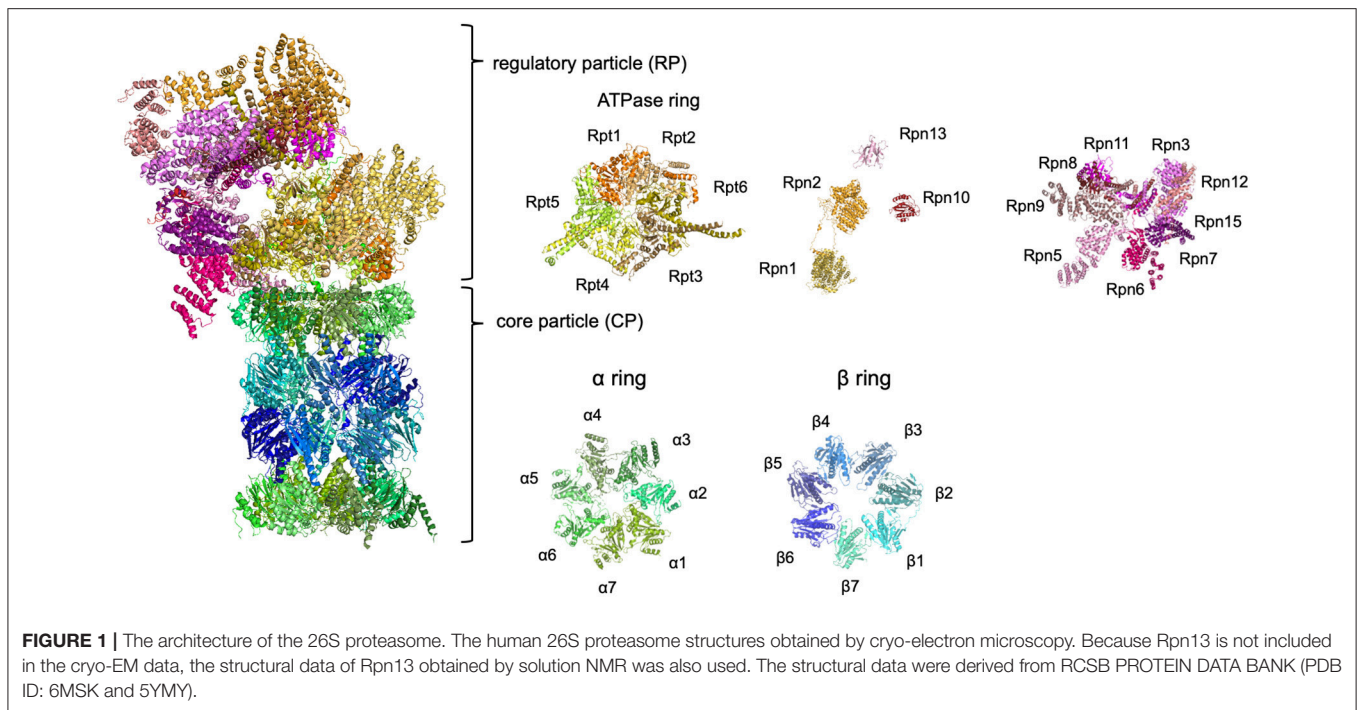 regulatory particle (RP)
ATPase ring
Rpt1
Rpt2
Rpt6
Rpt5
Rpt4
Rpt3
Rpn13
Rpn2
Rpn10
Rpn1
Rpn11
Rpn3
Rpn8
Rpn12
Rpn9
Rpn15
Rpn5
Rpn7
Rpn6
core particle (CP)
α ring
α4
α3
α5
α2
α6
α1
α7
β ring
β4
β3
β5
β2
β6
β1
β7
FIGURE 1 | The architecture of the 26S proteasome. The human 26S proteasome structures obtained by cryo-electron microscopy. Because Rpn13 is not included
in the cryo-EM data, the structural data of Rpn13 obtained by solution NMR was also used. The structural data were derived from RCSB PROTEIN DATA BANK (PDB
ID: 6MSK and 5YMY).